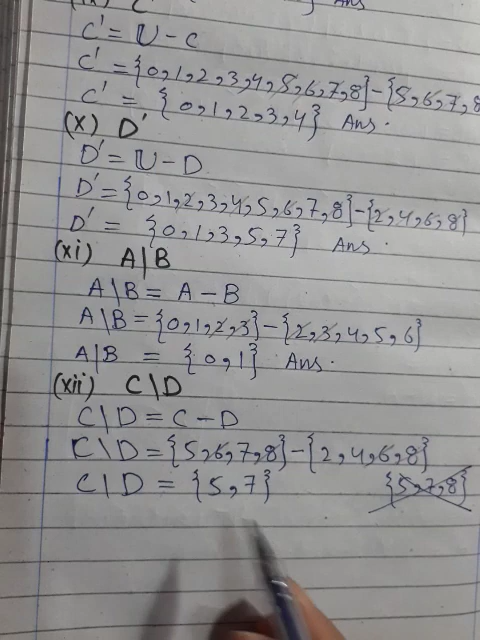 C' = U - C
C' = {0,1,2,3,4,5,6,7,8} - {5,6,7,8
C' = {0,1,2,3,4} Ans.
(x) D'
D' = U - D
D' = {0,1,2,3,4,5,6,7,8} - {2,4,6,8}
D' = {0,1,3,5,7} Ans.
(xi) A|B
A\B = A - B
A\B = {0,1,2,3} - {2,3,4,5,6}
A|B = {0,1} Ans.
(xii) C\D
C\D = C - D
C\D = {5,6,7,8} - {2,4,6,8}
C\D = {5,7} {5,7,8}